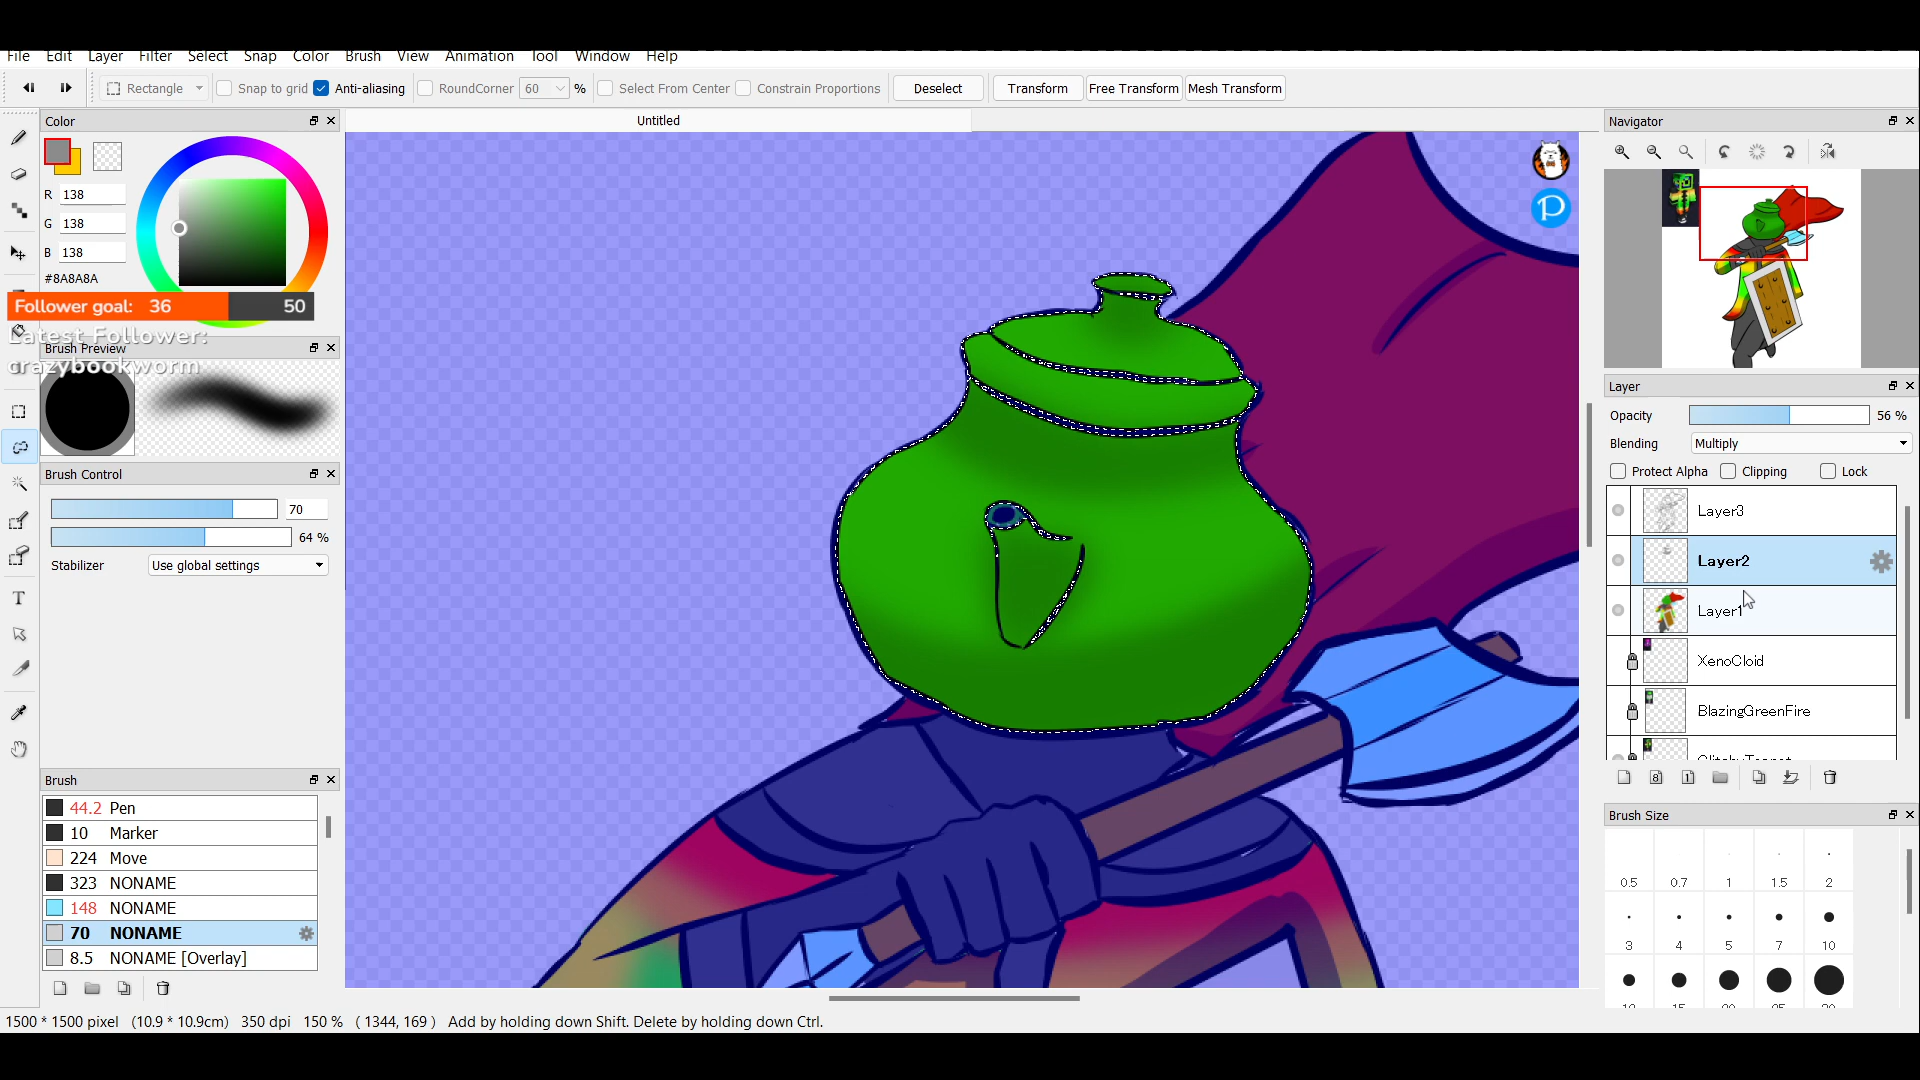 File Edit Layer Filter Select Snap Color Brush View Animation Tool Window Help
Rectangle Snap to grid Anti-aliasing RoundCorner 60 % Select From Center Constrain Proportions Deselect Transform Free Transform Mesh Transform
Color
Untitled
Navigator
R 138
G 138
B 138
#8A8A8A
Follower goal: 36 50
Latest Follower:
crazybookworm
Brush Preview
Brush Control
70
64 %
Stabilizer Use global settings
Brush
44.2 Pen
10 Marker
224 Move
323 NONAME
148 NONAME
70 NONAME
8.5 NONAME [Overlay]
Layer
Opacity 56 %
Blending Multiply
Protect Alpha Clipping Lock
Layer3
Layer2
Layer1
XenoCloid
BlazingGreenFire
Brush Size
0.5 0.7 1 1.5 2
3 4 5 7 10
1500 * 1500 pixel (10.9 * 10.9cm) 350 dpi 150 % ( 1344, 169 ) Add by holding down Shift. Delete by holding down Ctrl.